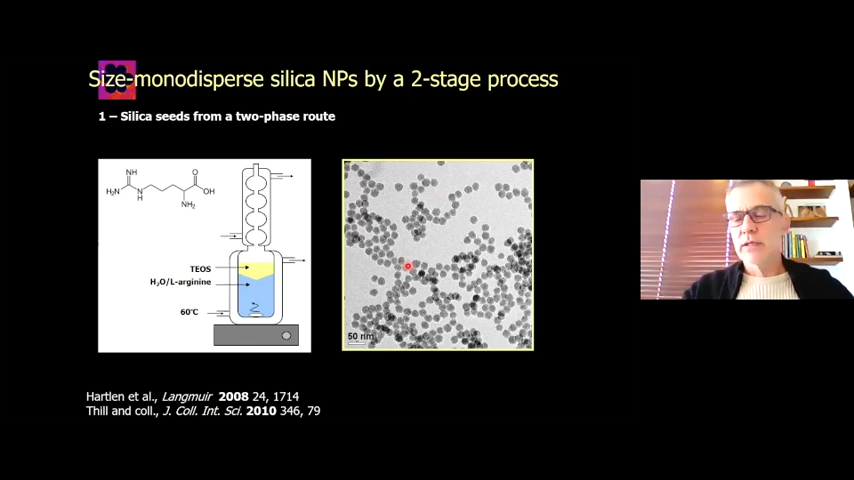 Size-monodisperse silica NPs by a 2-stage process
1 – Silica seeds from a two-phase route
NH
H₂N
N
H
O
OH
NH₂
TEOS
H₂O/L-arginine
60°C
50 nm
Hartlen et al., Langmuir 2008 24, 1714
Thill and coll., J. Coll. Int. Sci. 2010 346, 79